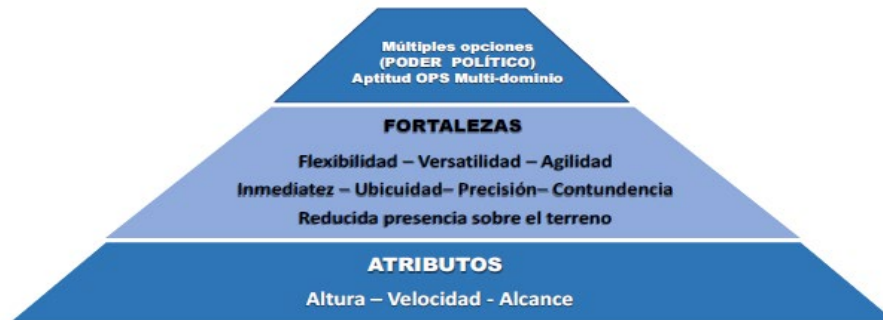 Múltiples opciones
(PODER POLÍTICO)
Aptitud OPS Multi-dominio
FORTALEZAS
Flexibilidad – Versatilidad – Agilidad
Inmediatez – Ubicuidad– Precisión– Contundencia
Reducida presencia sobre el terreno
ATRIBUTOS
Altura – Velocidad - Alcance